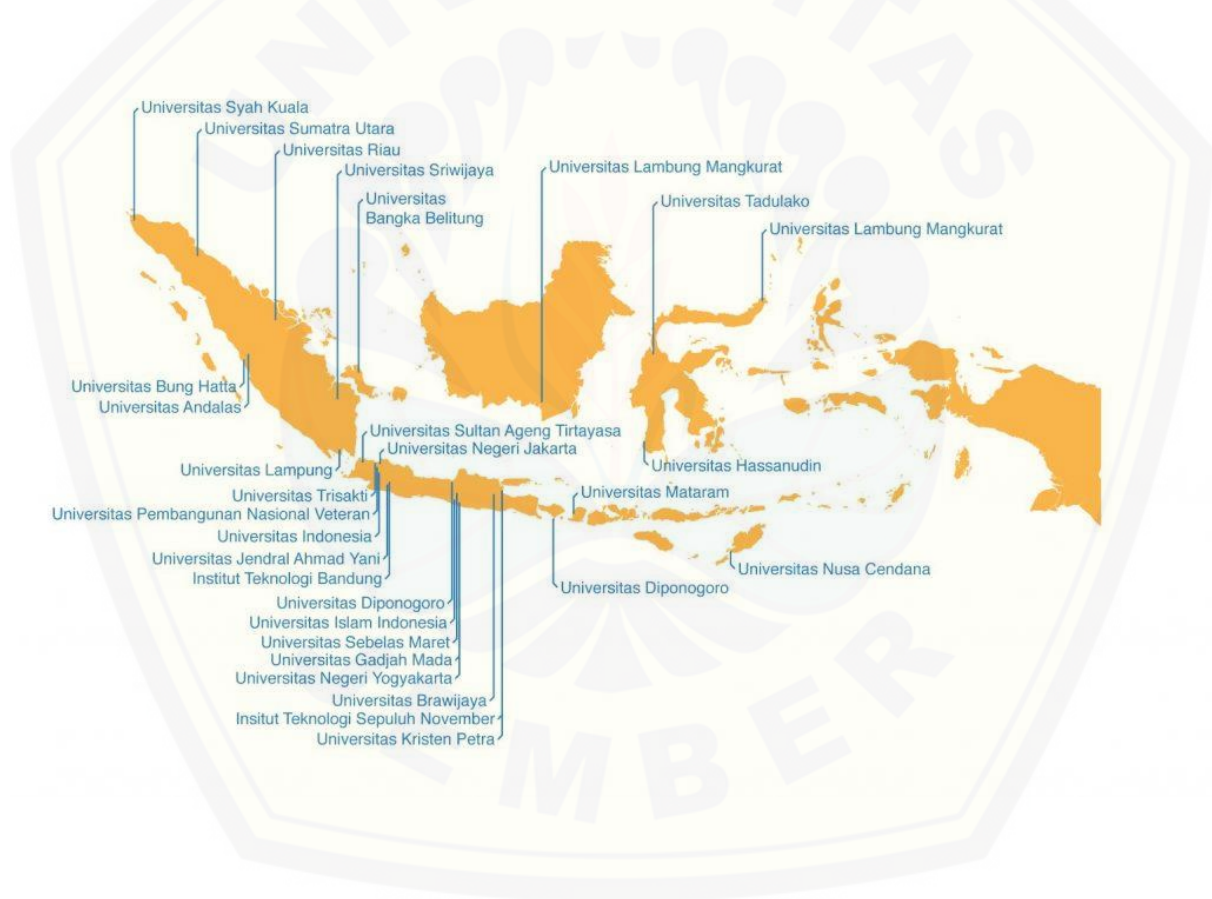 UNIVERSITAS
Universitas Syah Kuala
Universitas Sumatra Utara
Universitas Riau
Universitas Sriwijaya
Universitas
Bangka Belitung
Universitas Lambung Mangkurat
Universitas Tadulako
Universitas Lambung Mangkurat
Universitas Bung Hatta
Universitas Andalas
Universitas Sultan Ageng Tirtayasa
Universitas Negeri Jakarta
Universitas Lampung
Universitas Hassanudin
Universitas Trisakti
Universitas Mataram
Universitas Pembangunan Nasional Veteran
Universitas Indonesia
Universitas Jendral Ahmad Yani
Institut Teknologi Bandung
Universitas Nusa Cendana
Universitas Diponogoro
Universitas Diponogoro
Universitas Islam Indonesia
Universitas Sebelas Maret
Universitas Gadjah Mada
Universitas Negeri Yogyakarta
Universitas Brawijaya
Insitut Teknologi Sepuluh November
Universitas Kristen Petra
JEMBER